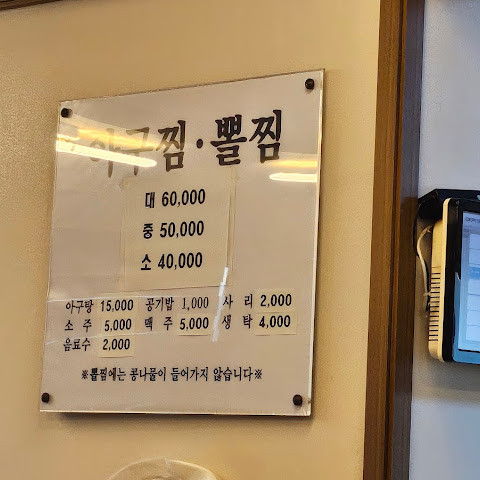 아구찜·뽈찜
대 60,000
중 50,000
소 40,000
아구탕 15,000 공기밥 1,000 사리 2,000
소주 5,000 맥주 5,000 생탁 4,000
음료수 2,000
※뽈찜에는 콩나물이 들어가지 않습니다※